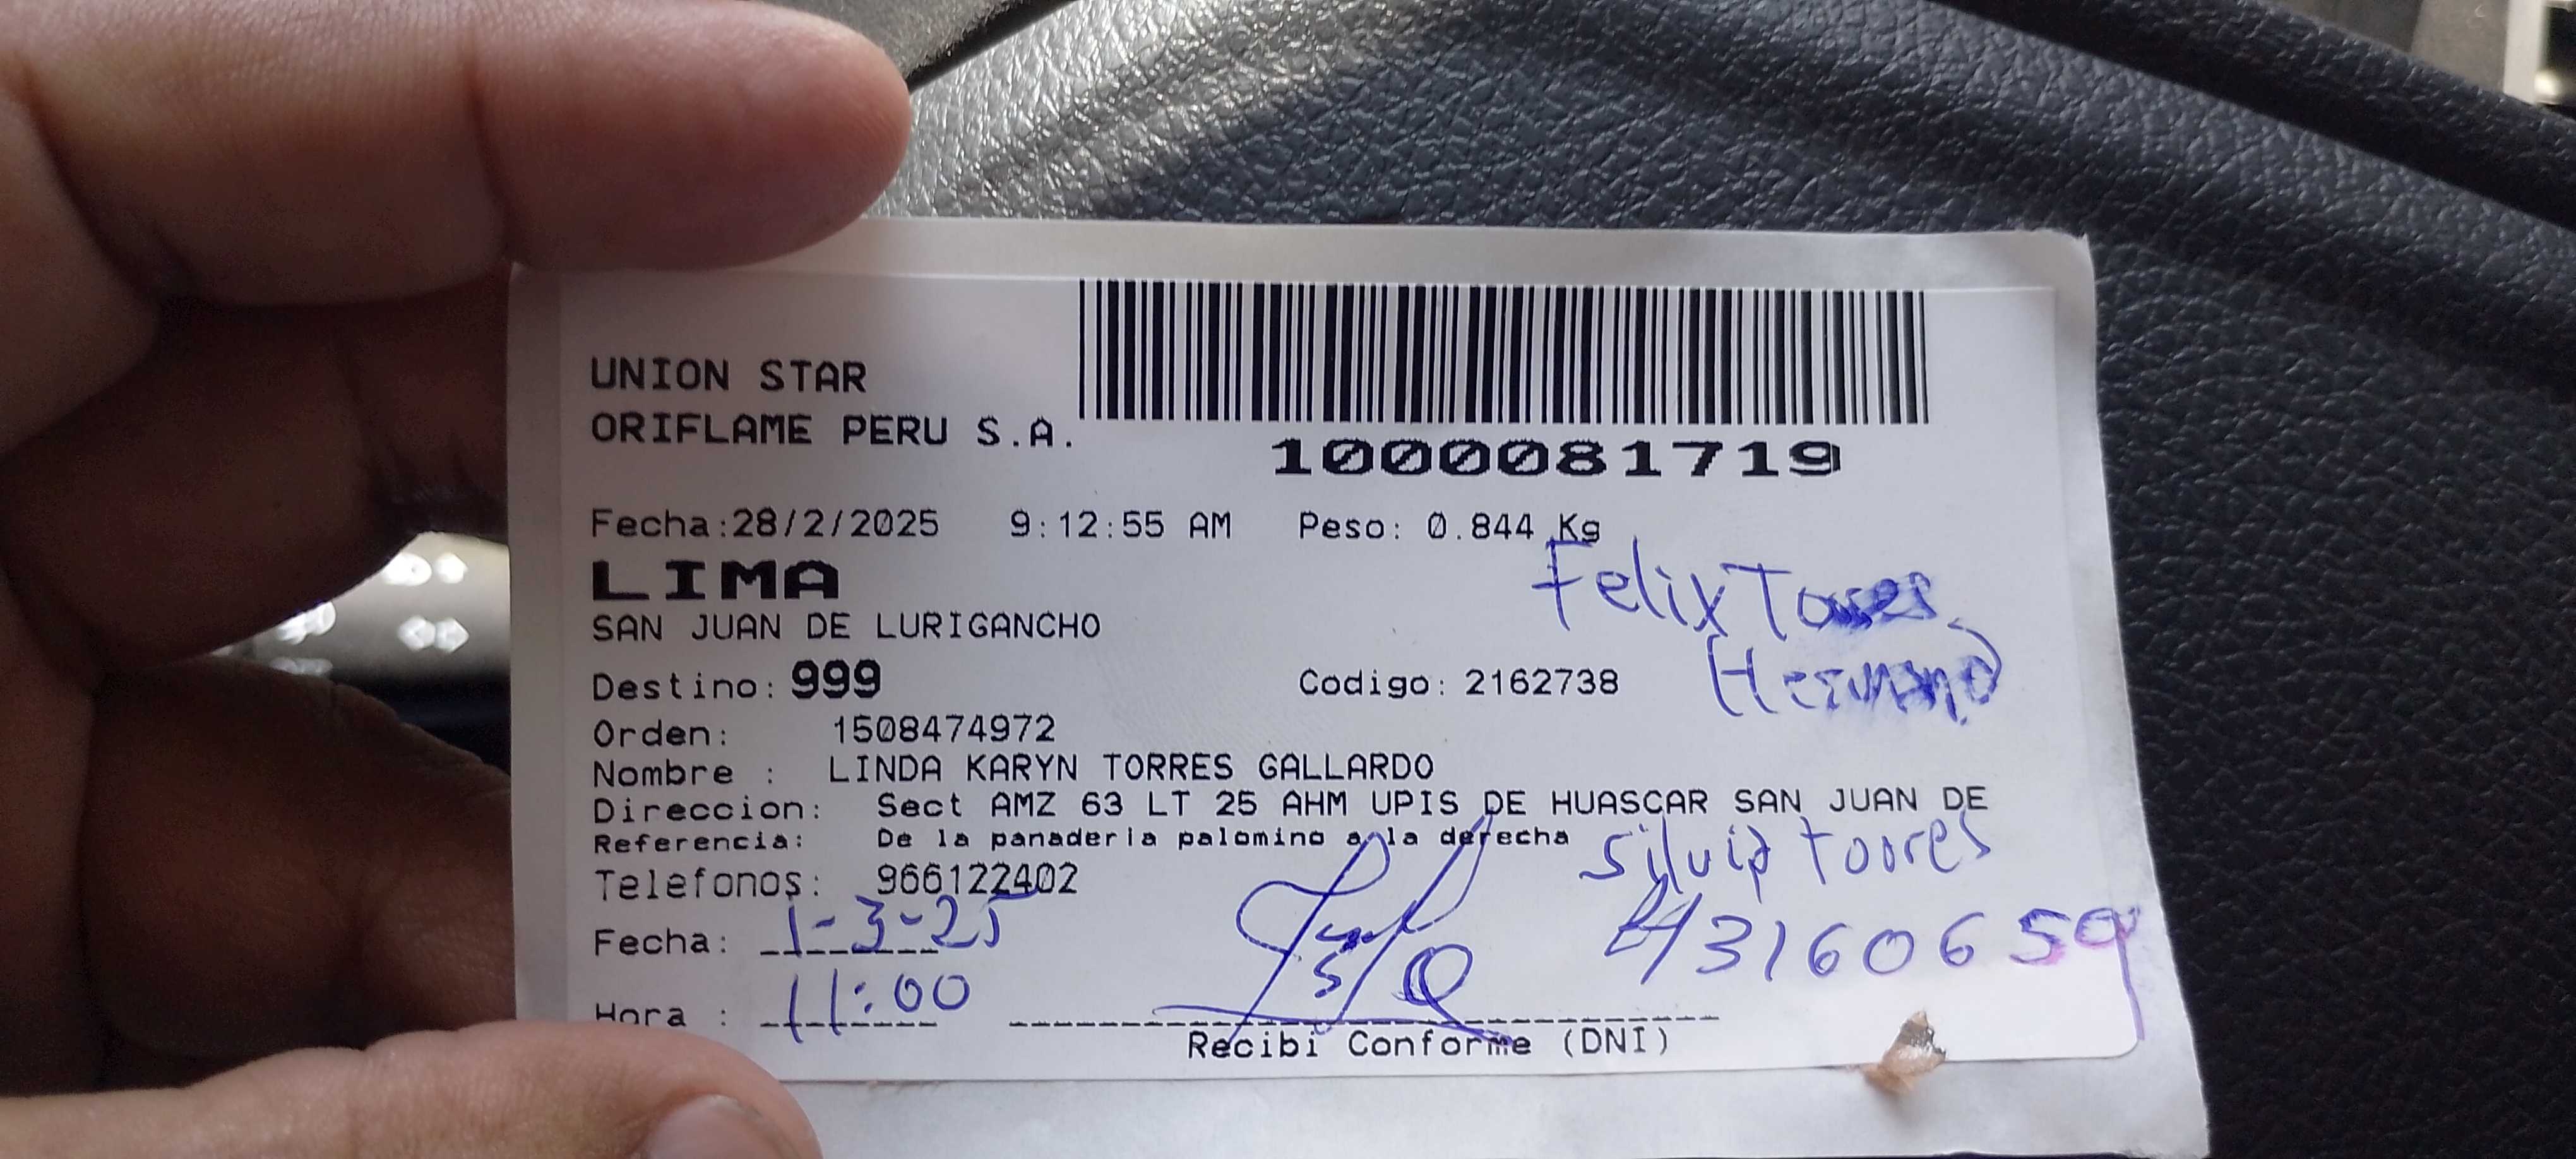 UNION STAR
ORIFLAME PERU S.A.
1000081719
Fecha:28/2/2025 9:12:55 AM Peso: 0.844 Kg
LIMA
Felix Torres
SAN JUAN DE LURIGANCHO
(Hermano)
Destino: 999 Codigo: 2162738
Orden: 1508474972
Nombre : LINDA KARYN TORRES GALLARDO
Direccion: Sect AMZ 63 LT 25 AHM UPIS DE HUASCAR SAN JUAN DE
Referencia: De la panaderia palomino a la derecha
Silvia Torres
Telefonos: 966122402
Fecha: 1-3-25
43160659
Hora : 11:00
Recibi Conforme (DNI)